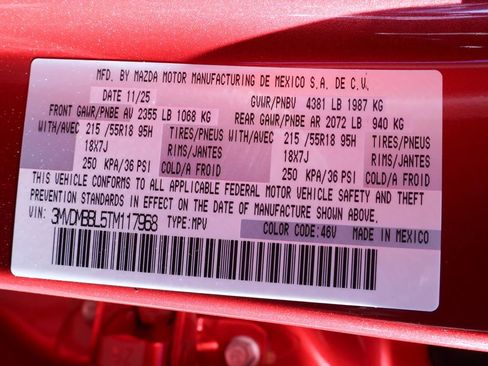 MFD. BY MAZDA MOTOR MANUFACTURING DE MEXICO S.A. DE C.V.
DATE 11/25 GVWR/PNBV 4381 LB 1987 KG
FRONT GAWR/PNBE AV 2355 LB 1068 KG REAR GAWR/PNBE AR 2072 LB 940 KG
WITH/AVEC 215 /55R18 95H TIRES/PNEUS WITH/AVEC 215 /55R18 95H TIRES/PNEUS
18X7J RIMS/JANTES 18X7J RIMS/JANTES
250 KPA/36 PSI COLD/A FROID 250 KPA/36 PSI COLD/A FROID
THIS VEHICLE CONFORMS TO ALL APPLICABLE FEDERAL MOTOR VEHICLE SAFETY AND THEFT
PREVENTION STANDARDS IN EFFECT ON THE DATE OF MANUFACTURE SHOWN ABOVE.
VIN: 3MVDMBBL5TM117968 TYPE: MPV COLOR CODE: 46V MADE IN MEXICO